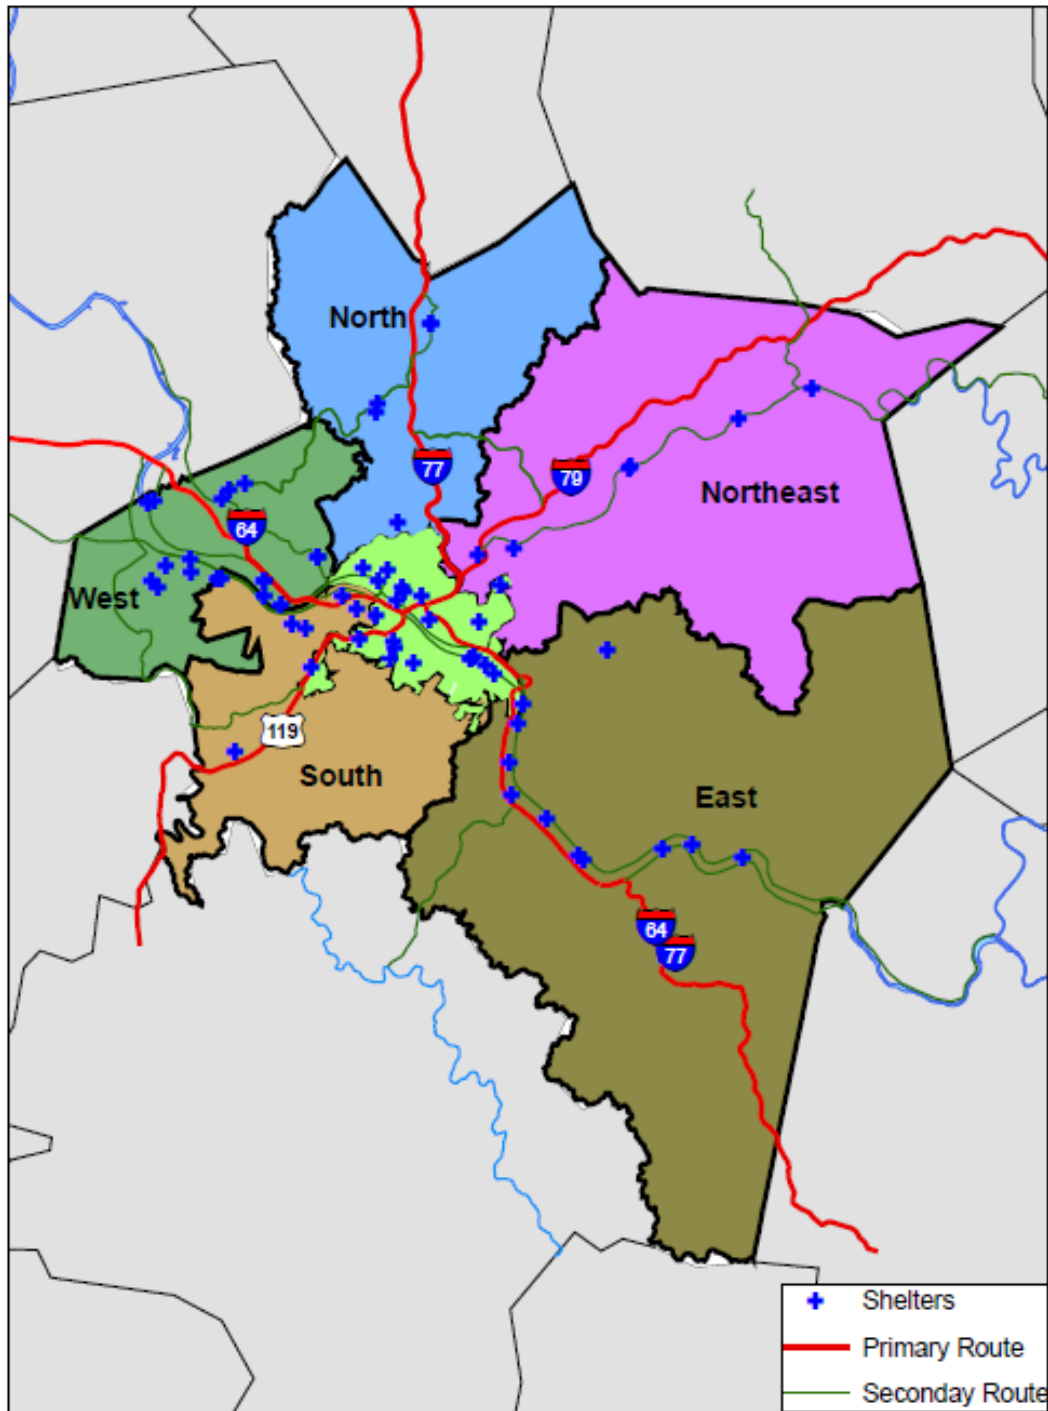 North
77
79
Northeast
64
West
119
South
East
64
77
Shelters
Primary Route
Seconday Route